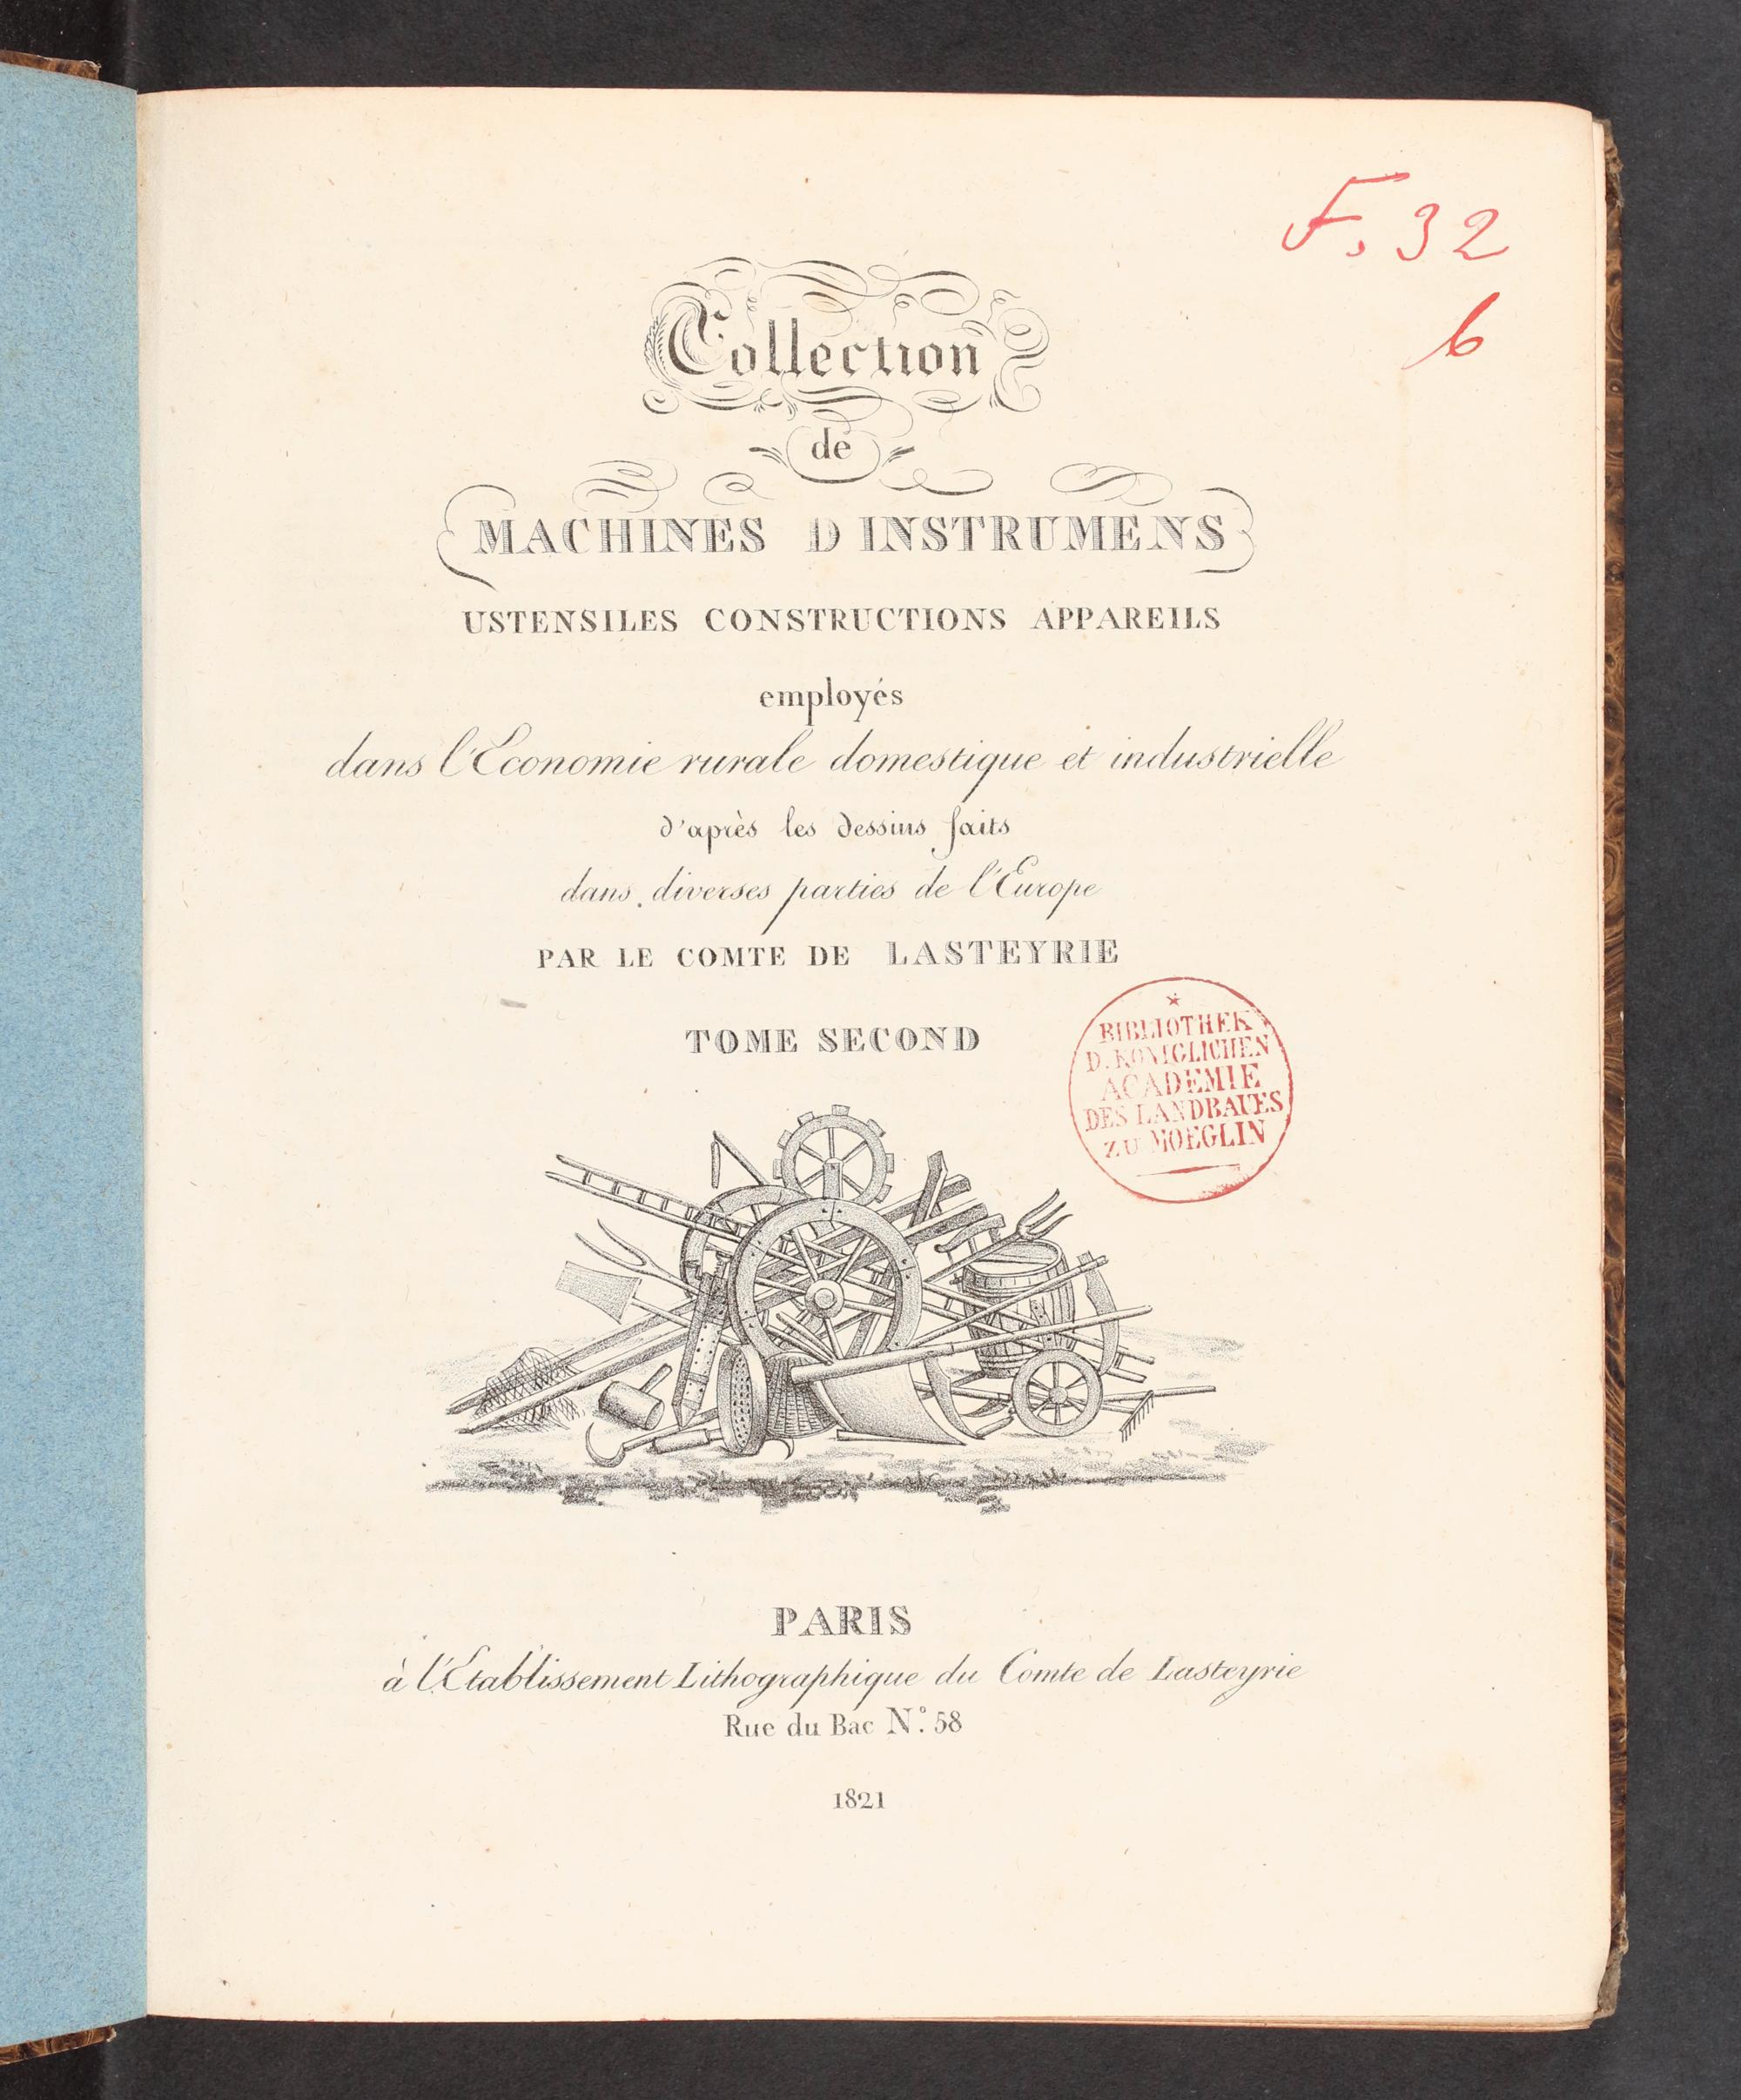 F. 32
b
Collection
de
MACHINES D INSTRUMENS
USTENSILES CONSTRUCTIONS APPAREILS
employés
dans l'Economie rurale domestique et industrielle
d'après les dessins faits
dans diverses parties de l'Europe
PAR LE COMTE DE LASTEYRIE
TOME SECOND
BIBLIOTHEK
D. KÖNIGLICHEN
ACADEMIE
DES LANDBAUES
ZU MOEGLIN
PARIS
à l'Etablissement Lithographique du Comte de Lasteyrie
Rue du Bac N.° 58
1821